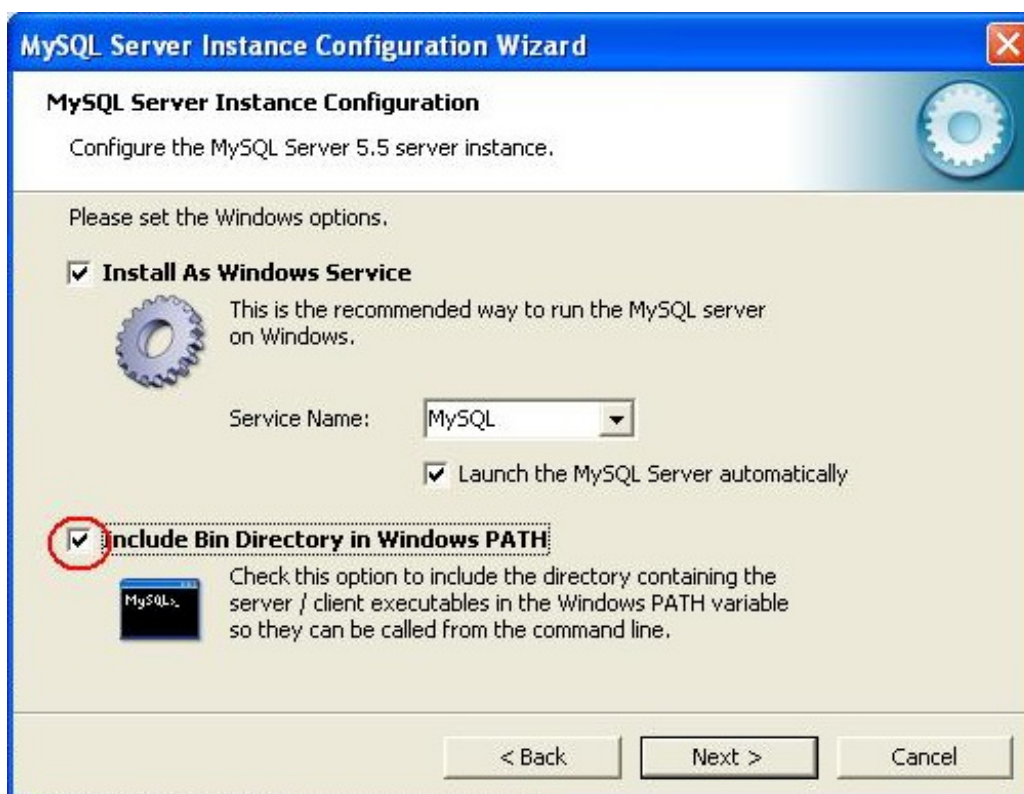 MySQL Server Instance Configuration Wizard
MySQL Server Instance Configuration
Configure the MySQL Server 5.5 server instance.
Please set the Windows options.
Install As Windows Service
This is the recommended way to run the MySQL server
on Windows.
Service Name:
MySQL
Launch the MySQL Server automatically
Include Bin Directory in Windows PATH
MySQL>_
Check this option to include the directory containing the
server / client executables in the Windows PATH variable
so they can be called from the command line.
< Back
Next >
Cancel